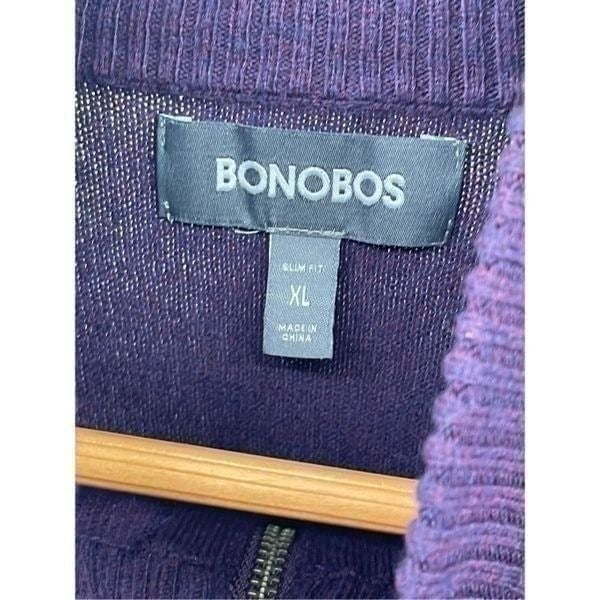 BONOBOS
SLIM FIT
XL
MADE IN
CHINA